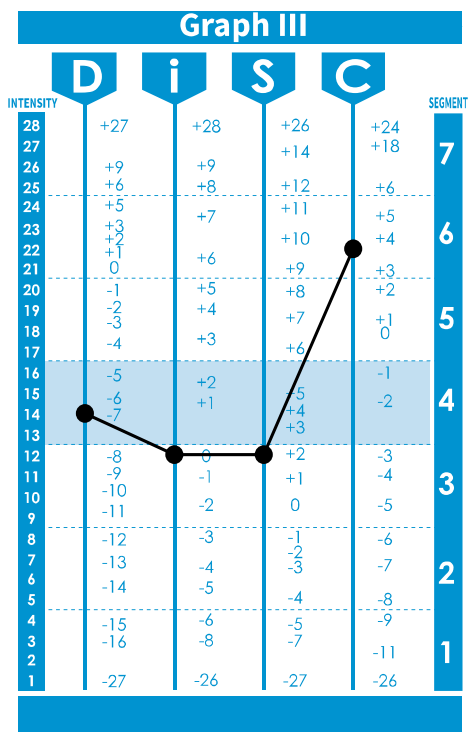 Graph III
D i S C
INTENSITY SEGMENT
28 +27 +28 +26 +24
27 +14 +18 7
26 +9 +9
25 +6 +8 +12 +6
24 +5 +7 +11 +5
23 +3 6
+2 +10 +4
22 +1 +6
21 0 +9 +3
20 -1 +5 +8 +2
19 -2 +4 +7 +1 5
18 -3 +3 0
17 -4 +6
16 -5 +2 -1
15 -6 +1 +5 -2 4
14 -7 +4
13 +3
12 -8 0 +2 -3
11 -9 -1 +1 -4 3
10 -10 -2 0 -5
9 -11
8 -12 -3 -1 -6
7 -13 -4 -2 -7 2
6 -14 -5 -3
5 -4 -8
4 -15 -6 -5 -9
3 -16 -8 -7 1
2 -11
1 -27 -26 -27 -26